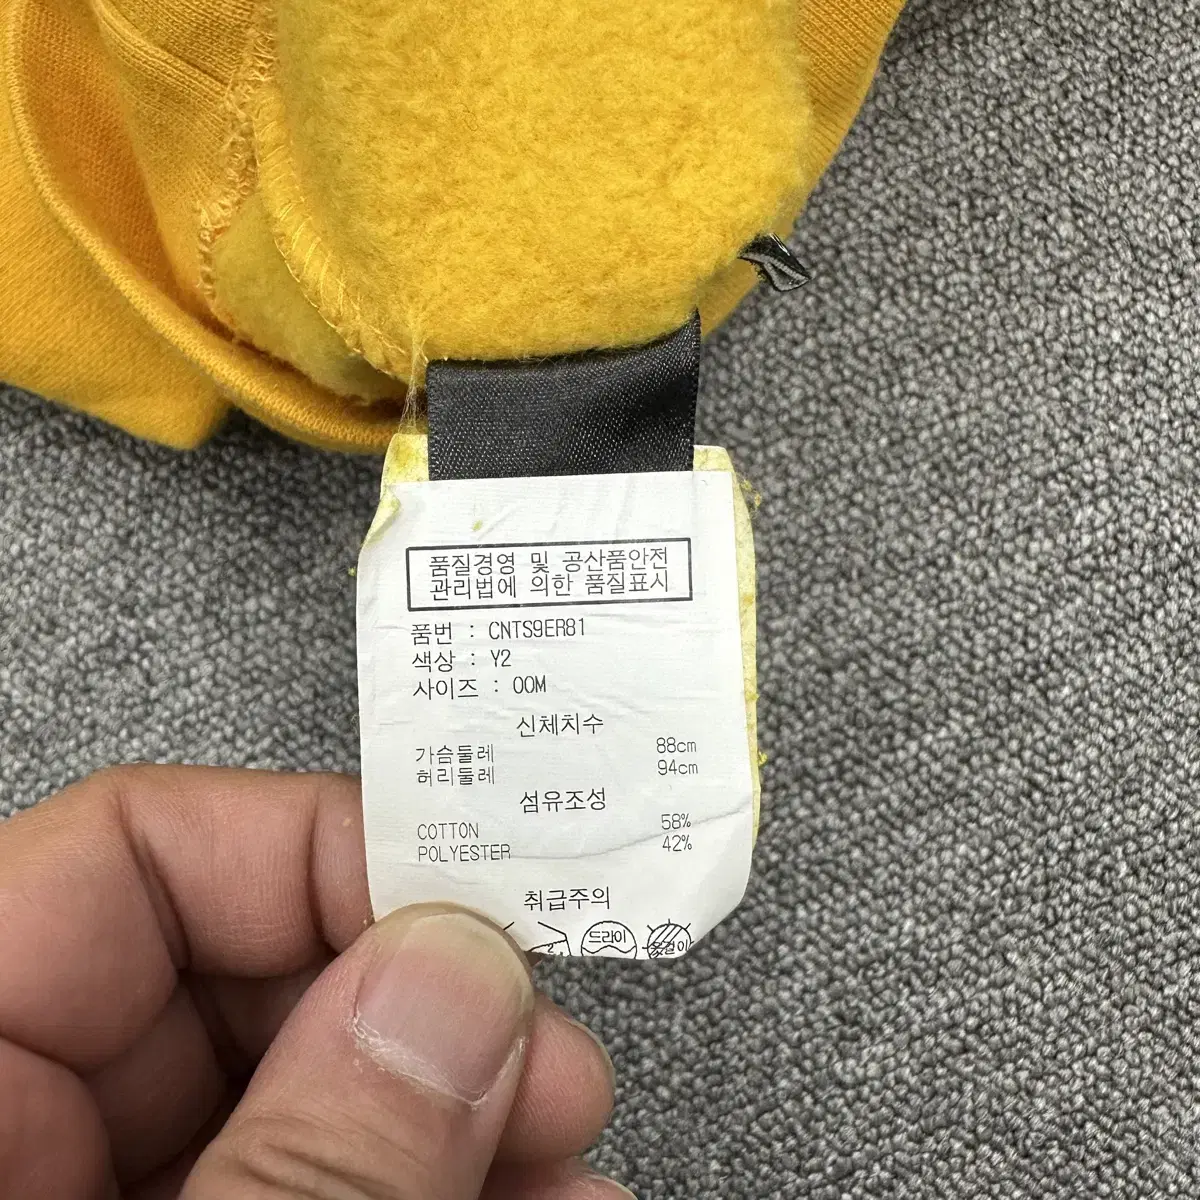 품질경영 및 공산품안전
관리법에 의한 품질표시
품번 : CNTS9ER81
색상 : Y2
사이즈 : 00M
신체치수
가슴둘레 88cm
허리둘레 94cm
섬유조성
COTTON 58%
POLYESTER 42%
취급주의
드라이 옷걸이